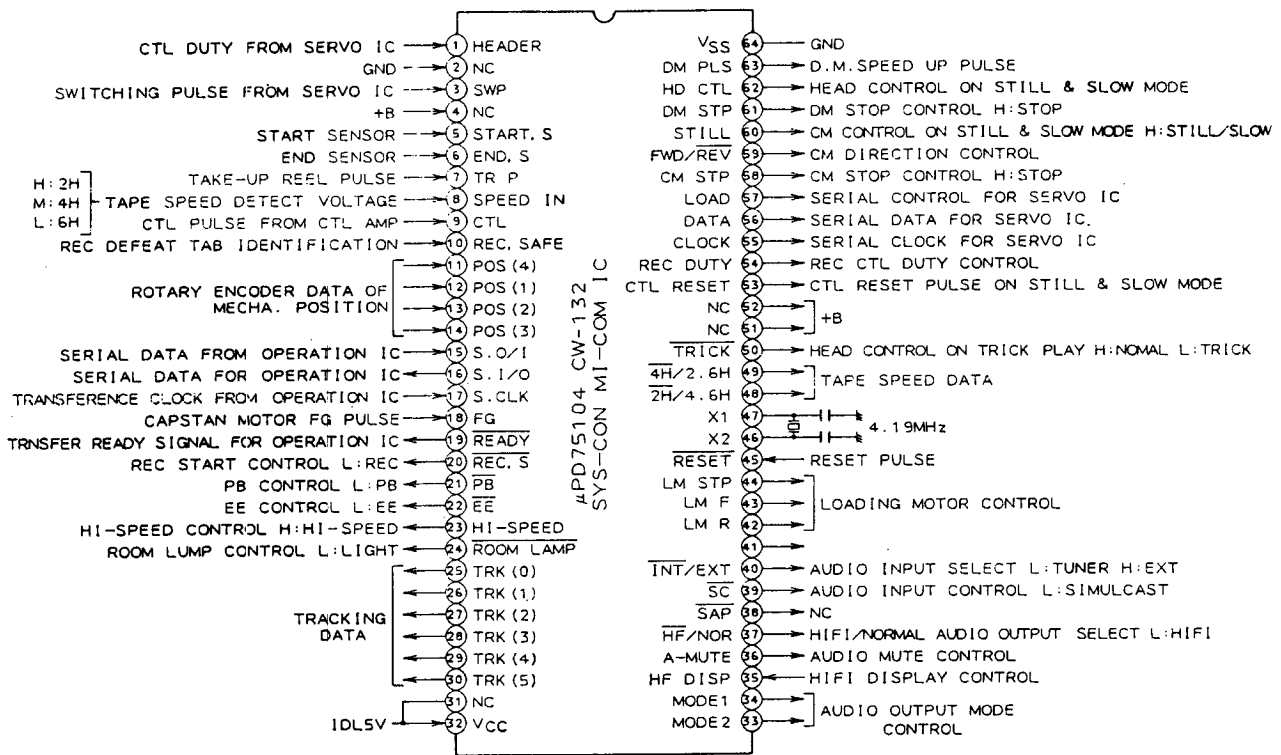 CTL DUTY FROM SERVO IC 1 HEADER
GND 2 NC
SWITCHING PULSE FROM SERVO IC 3 SWP
+B 4 NC
START SENSOR 5 START. S
END SENSOR 6 END. S
TAKE-UP REEL PULSE 7 TR P
H:2H
M:4H
L:6H
TAPE SPEED DETECT VOLTAGE 8 SPEED IN
CTL PULSE FROM CTL AMP 9 CTL
REC DEFEAT TAB IDENTIFICATION 10 REC. SAFE
ROTARY ENCODER DATA OF
MECHA. POSITION
11 POS (4)
12 POS (1)
13 POS (2)
14 POS (3)
SERIAL DATA FROM OPERATION IC 15 S.O/I
SERIAL DATA FOR OPERATION IC 16 S.I/O
TRANSFERENCE CLOCK FROM OPERATION IC 17 S.CLK
CAPSTAN MOTOR FG PULSE 18 FG
TRNSFER READY SIGNAL FOR OPERATION IC 19 READY
REC START CONTROL L:REC 20 REC. S
PB CONTROL L:PB 21 PB
EE CONTROL L:EE 22 EE
HI-SPEED CONTROL H:HI-SPEED 23 HI-SPEED
ROOM LUMP CONTROL L:LIGHT 24 ROOM LAMP
TRACKING
DATA
25 TRK (0)
26 TRK (1)
27 TRK (2)
28 TRK (3)
29 TRK (4)
30 TRK (5)
31 NC
IDL5V 32 VCC
μPD75104 CW-132
SYS-CON MI-COM IC
VSS 64 GND
DM PLS 63 D.M.SPEED UP PULSE
HD CTL 62 HEAD CONTROL ON STILL & SLOW MODE
DM STP 61 DM STOP CONTROL H:STOP
STILL 60 CM CONTROL ON STILL & SLOW MODE H:STILL/SLOW
FWD/REV 59 CM DIRECTION CONTROL
CM STP 58 CM STOP CONTROL H:STOP
LOAD 57 SERIAL CONTROL FOR SERVO IC
DATA 56 SERIAL DATA FOR SERVO IC.
CLOCK 55 SERIAL CLOCK FOR SERVO IC
REC DUTY 54 REC CTL DUTY CONTROL
CTL RESET 53 CTL RESET PULSE ON STILL & SLOW MODE
NC 52
NC 51
+B
TRICK 50 HEAD CONTROL ON TRICK PLAY H:NOMAL L:TRICK
4H/2.6H 49
2H/4.6H 48
TAPE SPEED DATA
X1 47
X2 46
4.19MHz
RESET 45 RESET PULSE
LM STP 44
LM F 43
LM R 42
LOADING MOTOR CONTROL
41
INT/EXT 40 AUDIO INPUT SELECT L:TUNER H:EXT
SC 39 AUDIO INPUT CONTROL L:SIMULCAST
SAP 38 NC
HF/NOR 37 HIFI/NORMAL AUDIO OUTPUT SELECT L:HIFI
A-MUTE 36 AUDIO MUTE CONTROL
HF DISP 35 HIFI DISPLAY CONTROL
MODE1 34
MODE2 33
AUDIO OUTPUT MODE
CONTROL